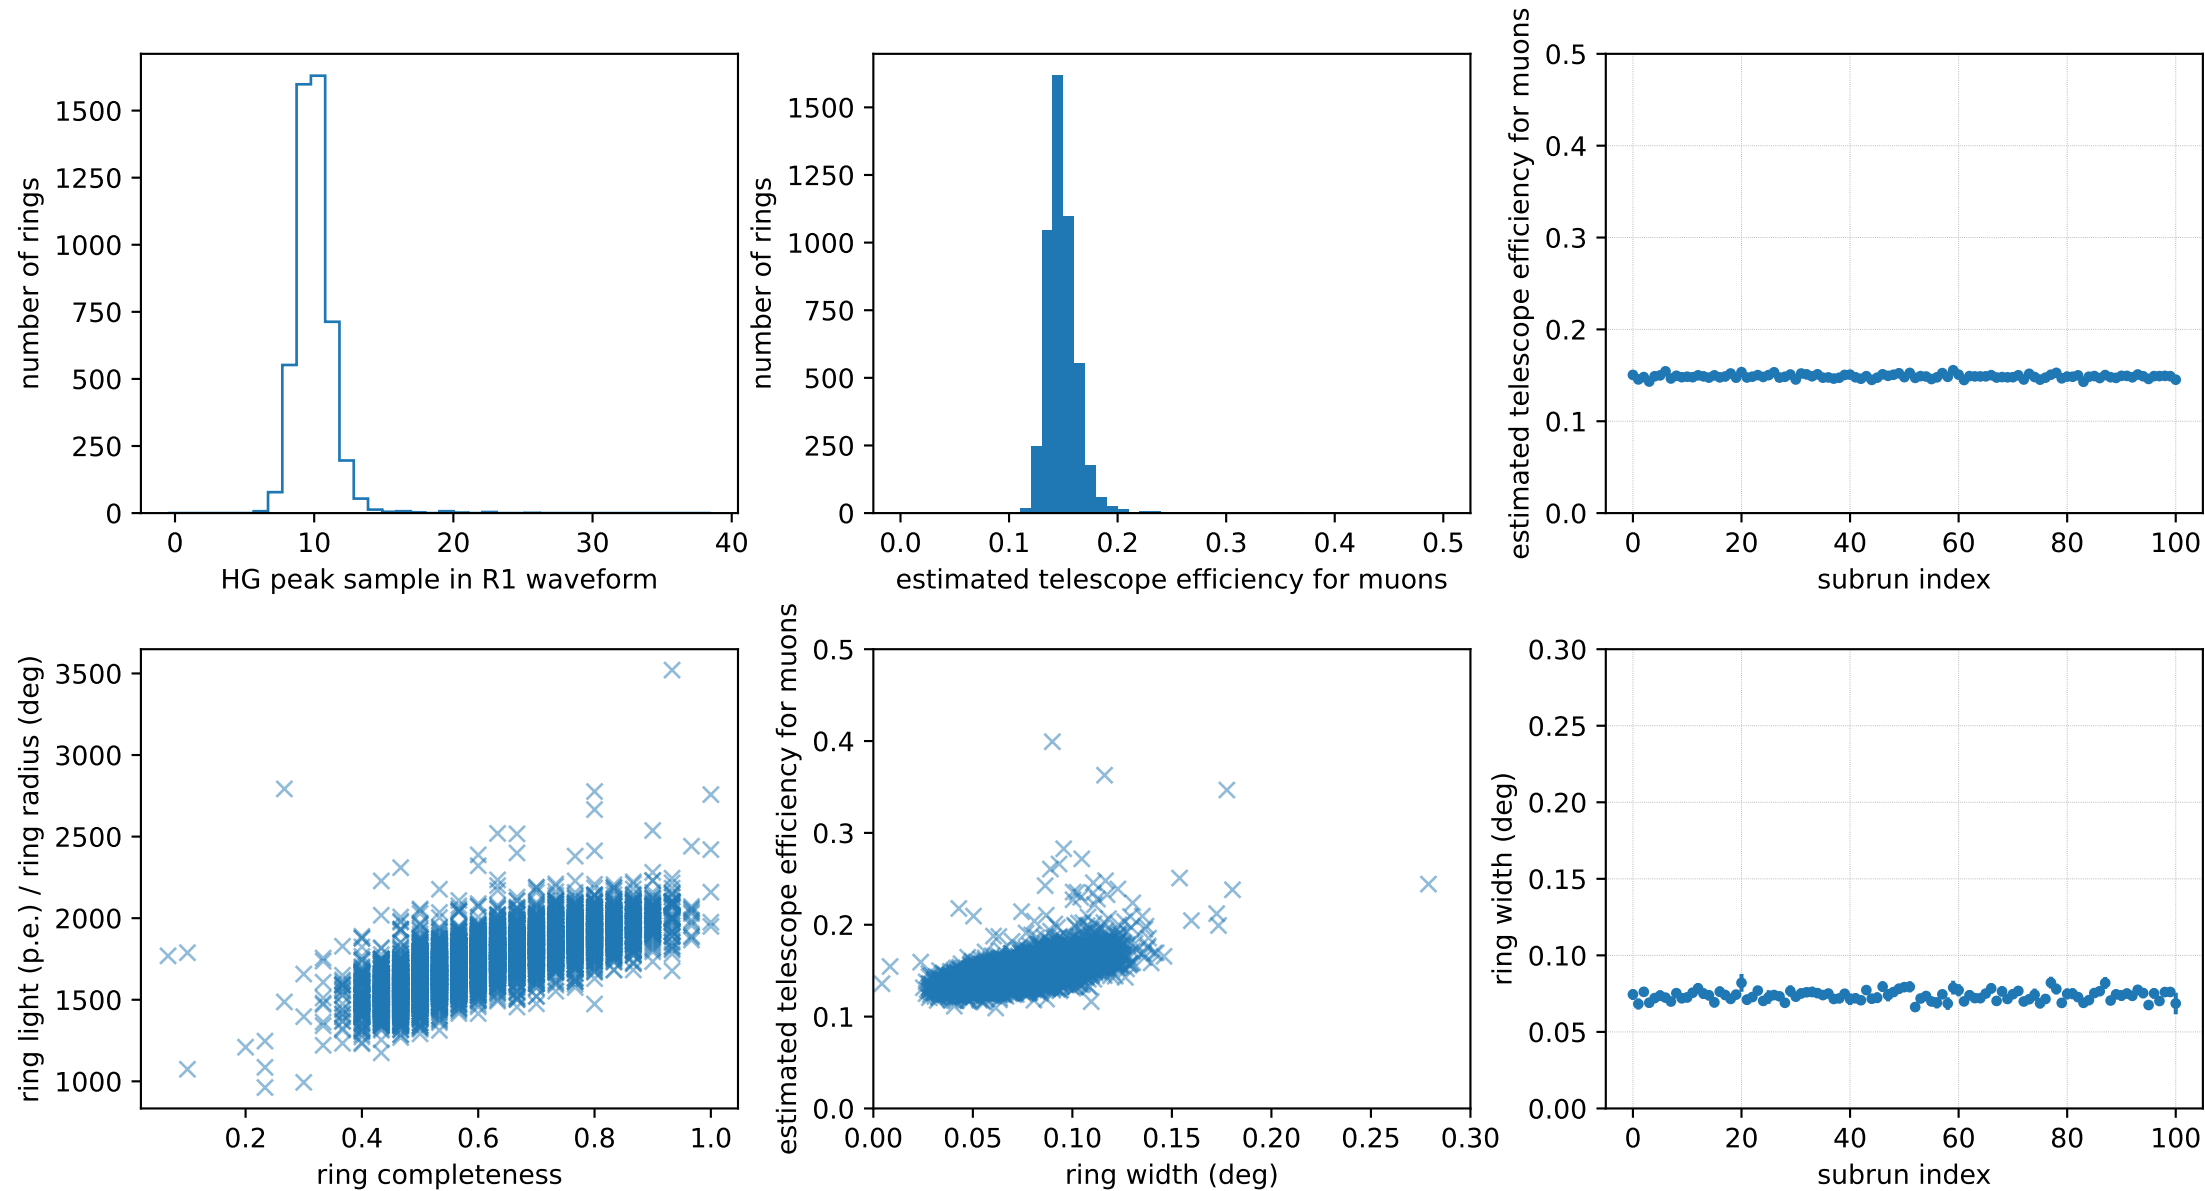 number of rings
1500
1250
1000
750
500
250
0
0 10 20 30 40
HG peak sample in R1 waveform
number of rings
1500
1250
1000
750
500
250
0
0.0 0.1 0.2 0.3 0.4 0.5
estimated telescope efficiency for muons
estimated telescope efficiency for muons
0.5
0.4
0.3
0.2
0.1
0.0
0 20 40 60 80 100
subrun index
ring light (p.e.) / ring radius (deg)
3500
3000
2500
2000
1500
1000
0.2 0.4 0.6 0.8 1.0
ring completeness
estimated telescope efficiency for muons
0.5
0.4
0.3
0.2
0.1
0.0
0.00 0.05 0.10 0.15 0.20 0.25 0.30
ring width (deg)
ring width (deg)
0.30
0.25
0.20
0.15
0.10
0.05
0.00
0 20 40 60 80 100
subrun index